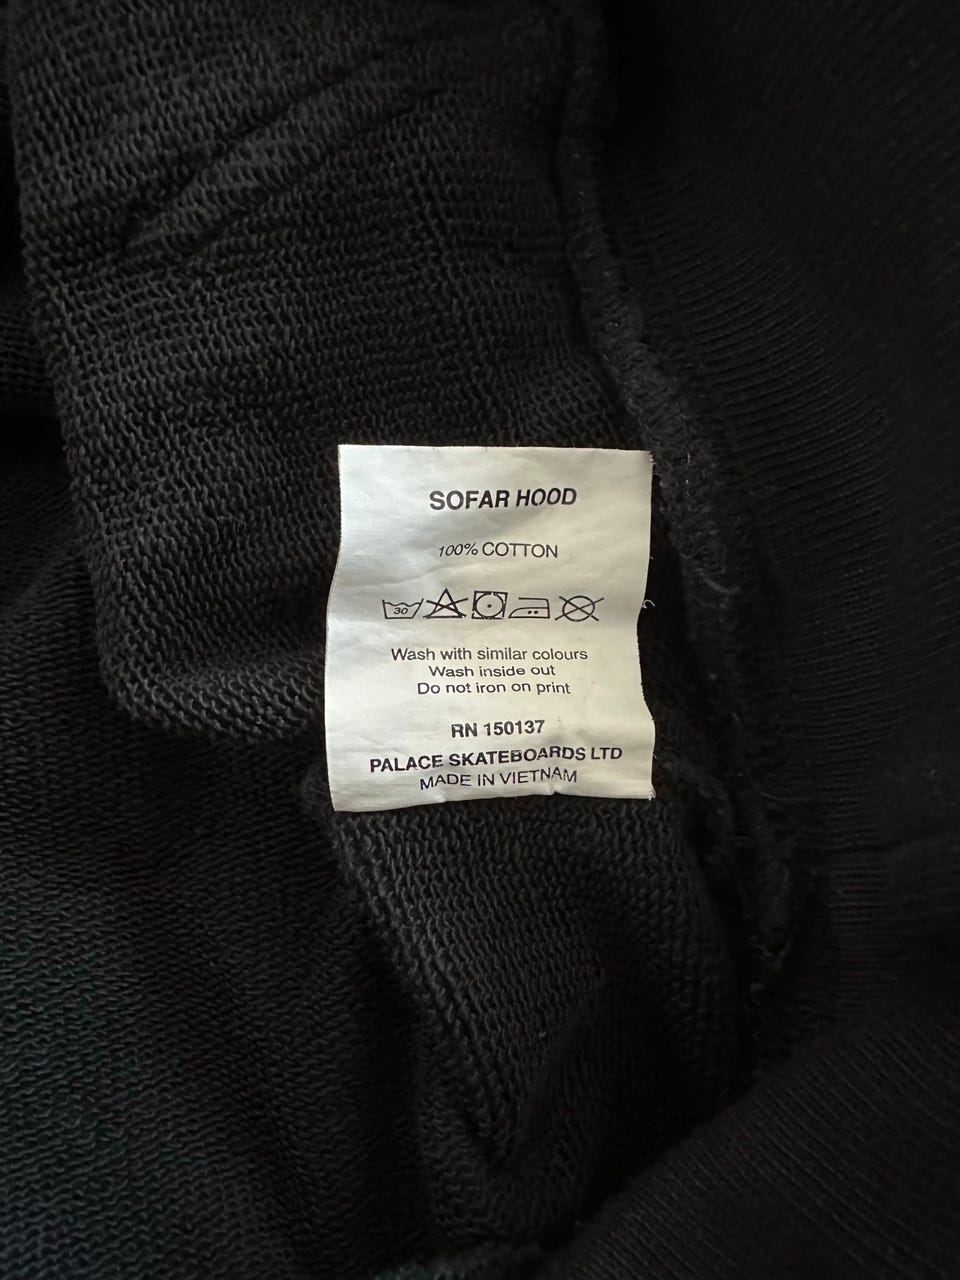 SOFAR HOOD
100% COTTON
30
Wash with similar colours
Wash inside out
Do not iron on print
RN 150137
PALACE SKATEBOARDS LTD
MADE IN VIETNAM